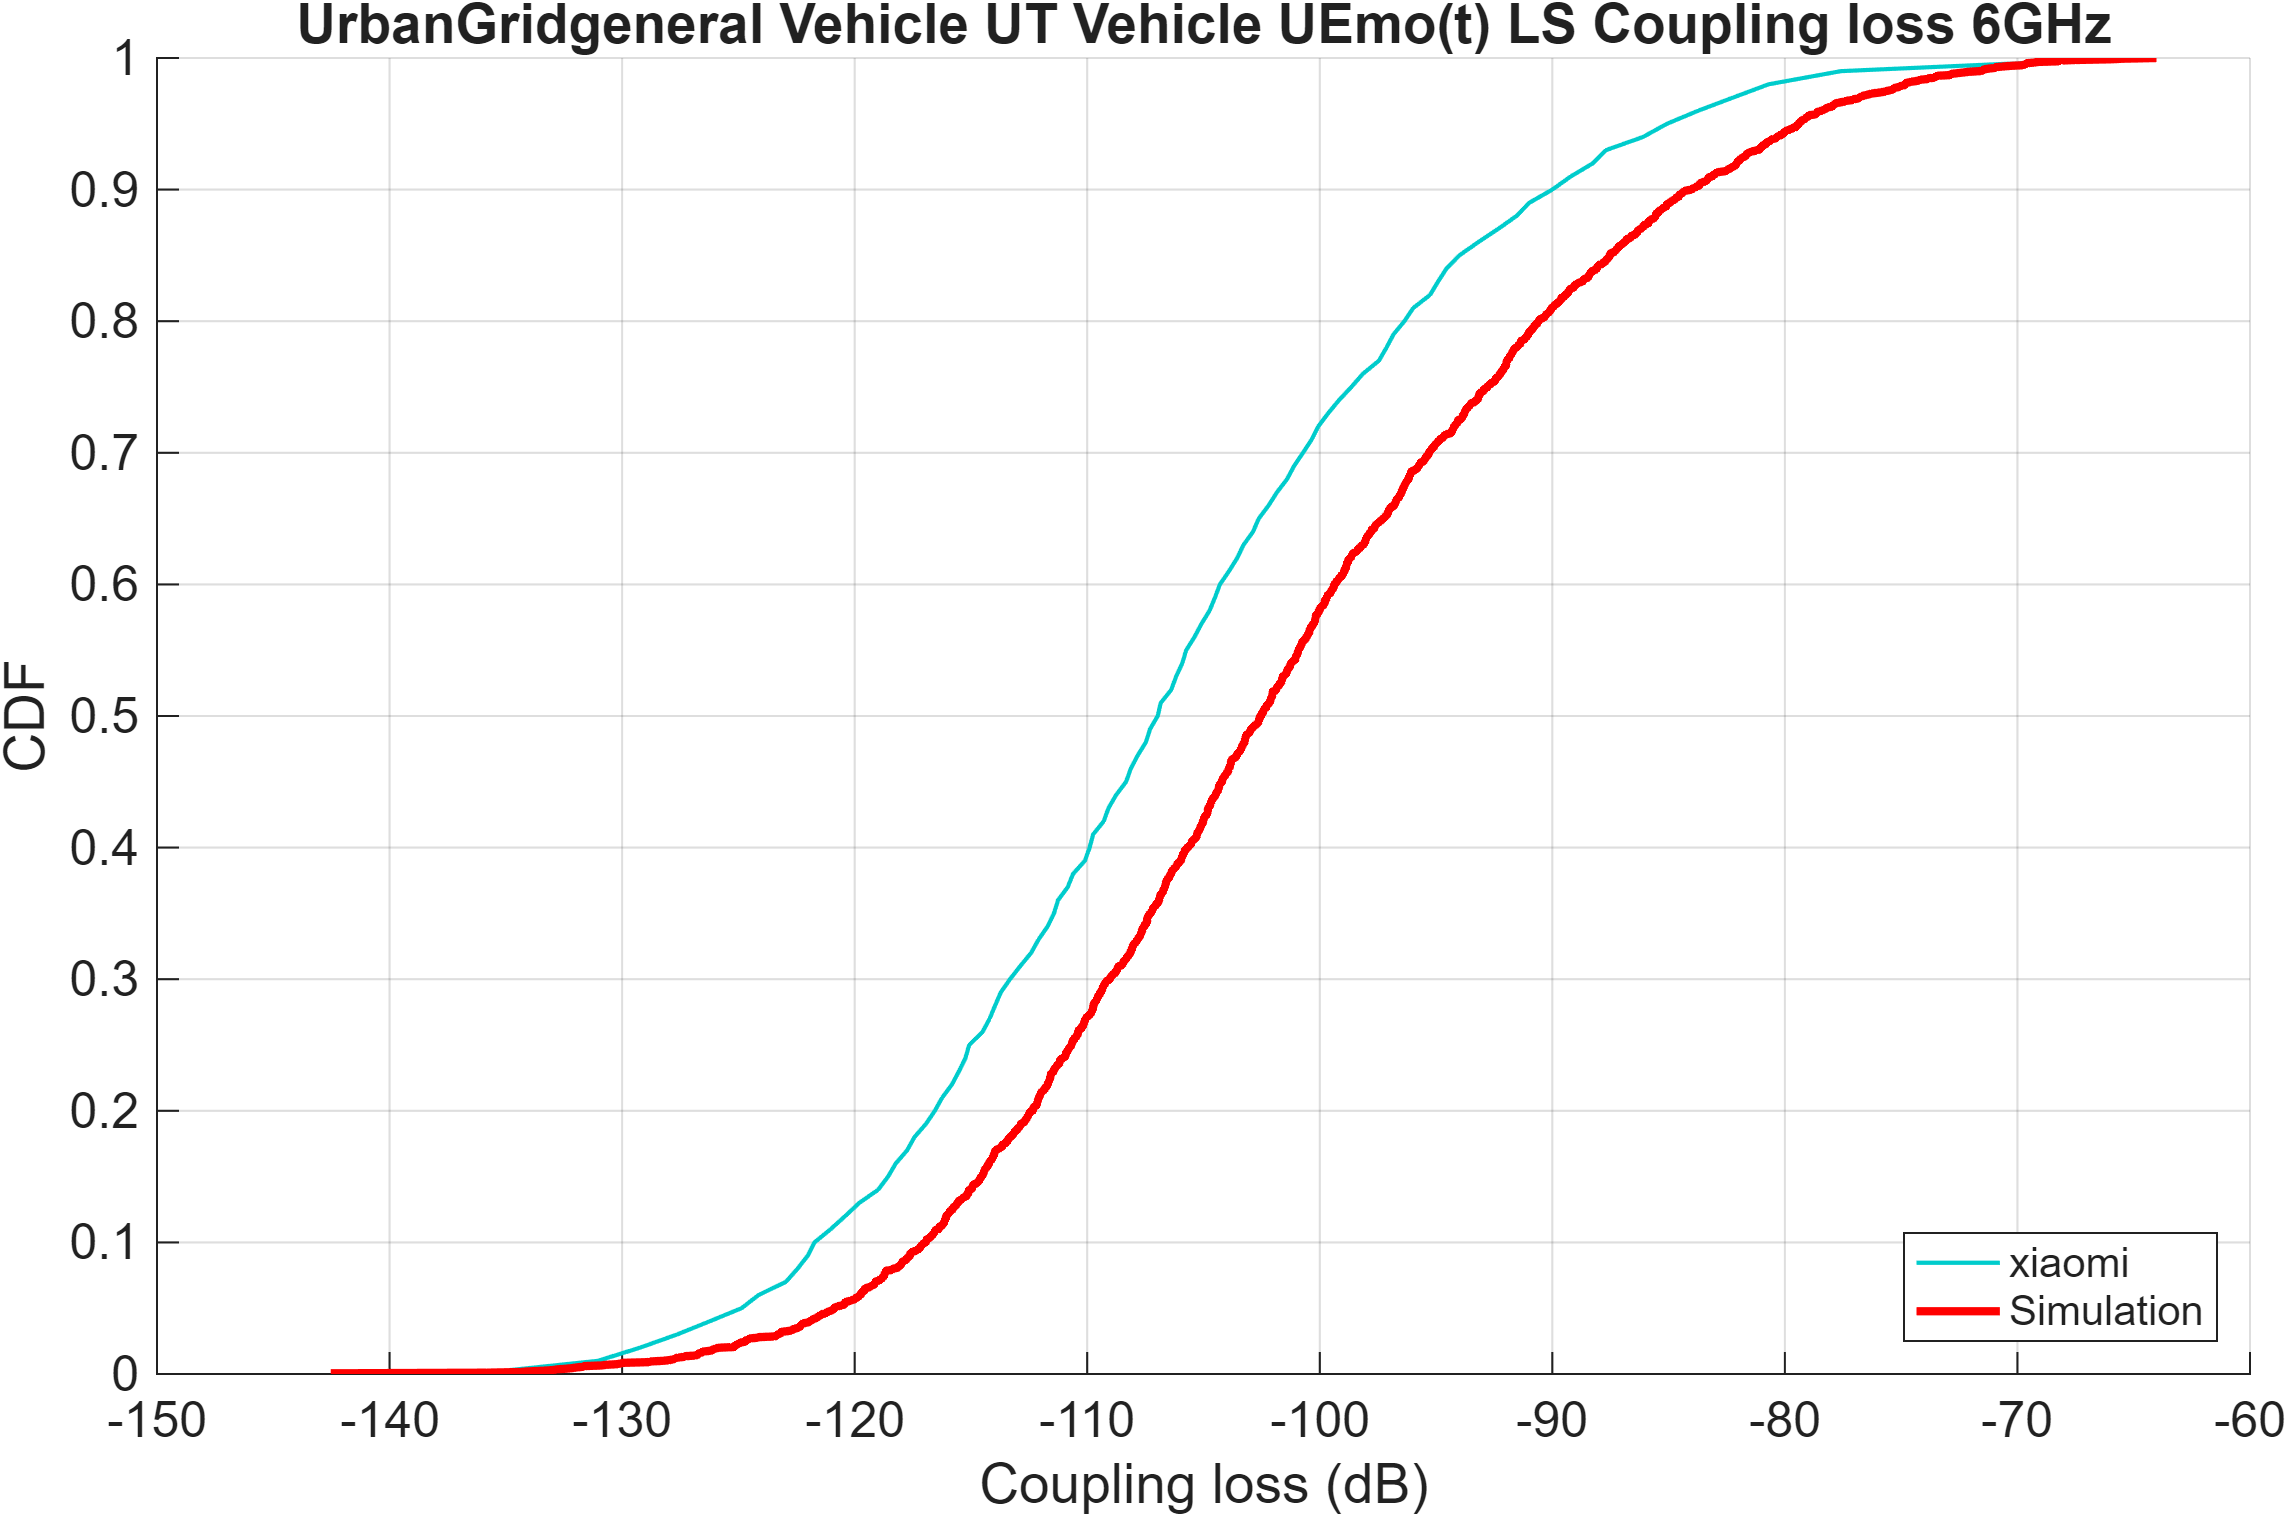 UrbanGridgeneral Vehicle UT Vehicle UEmo(t) LS Coupling loss 6GHz
1
0.9
0.8
0.7
0.6
0.5
0.4
0.3
0.2
0.1
0
CDF
-150 -140 -130 -120 -110 -100 -90 -80 -70 -60
Coupling loss (dB)
xiaomi
Simulation